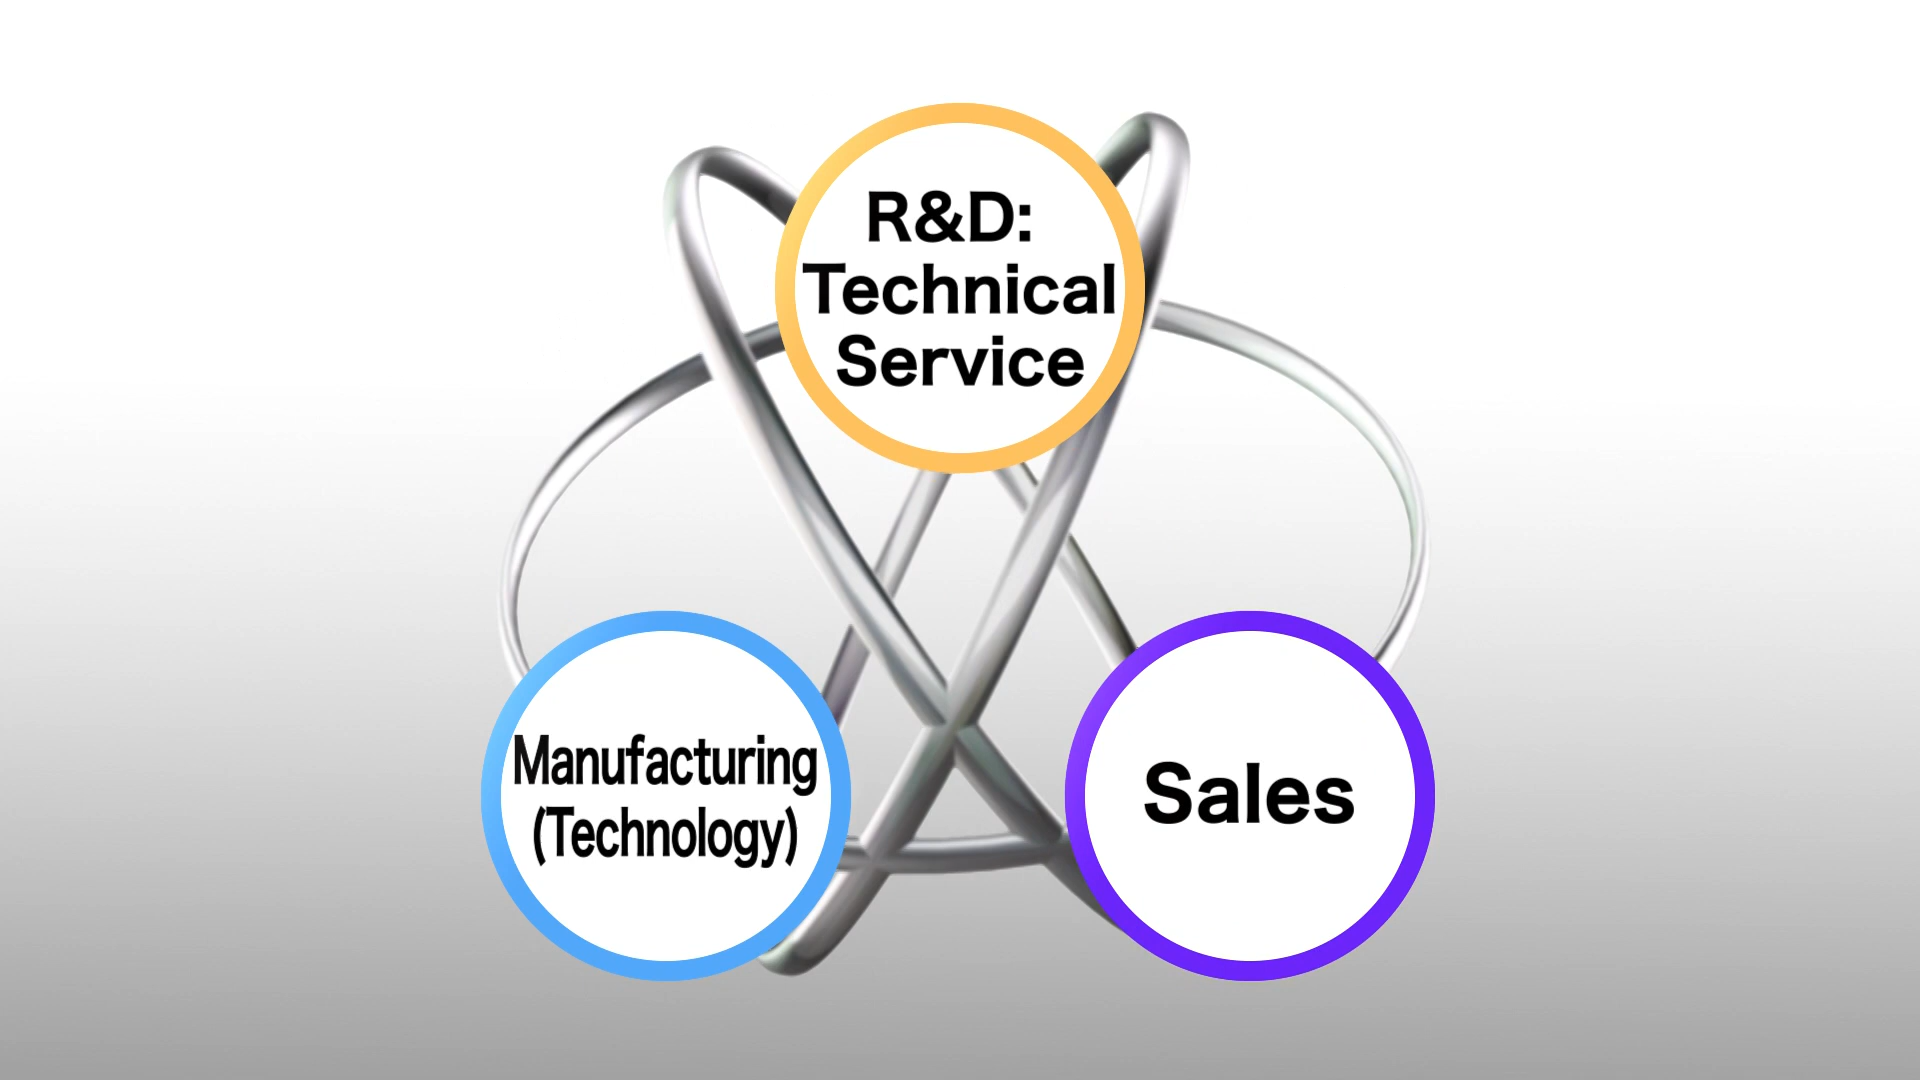 R&D:
Technical
Service
Manufacturing
(Technology)
Sales